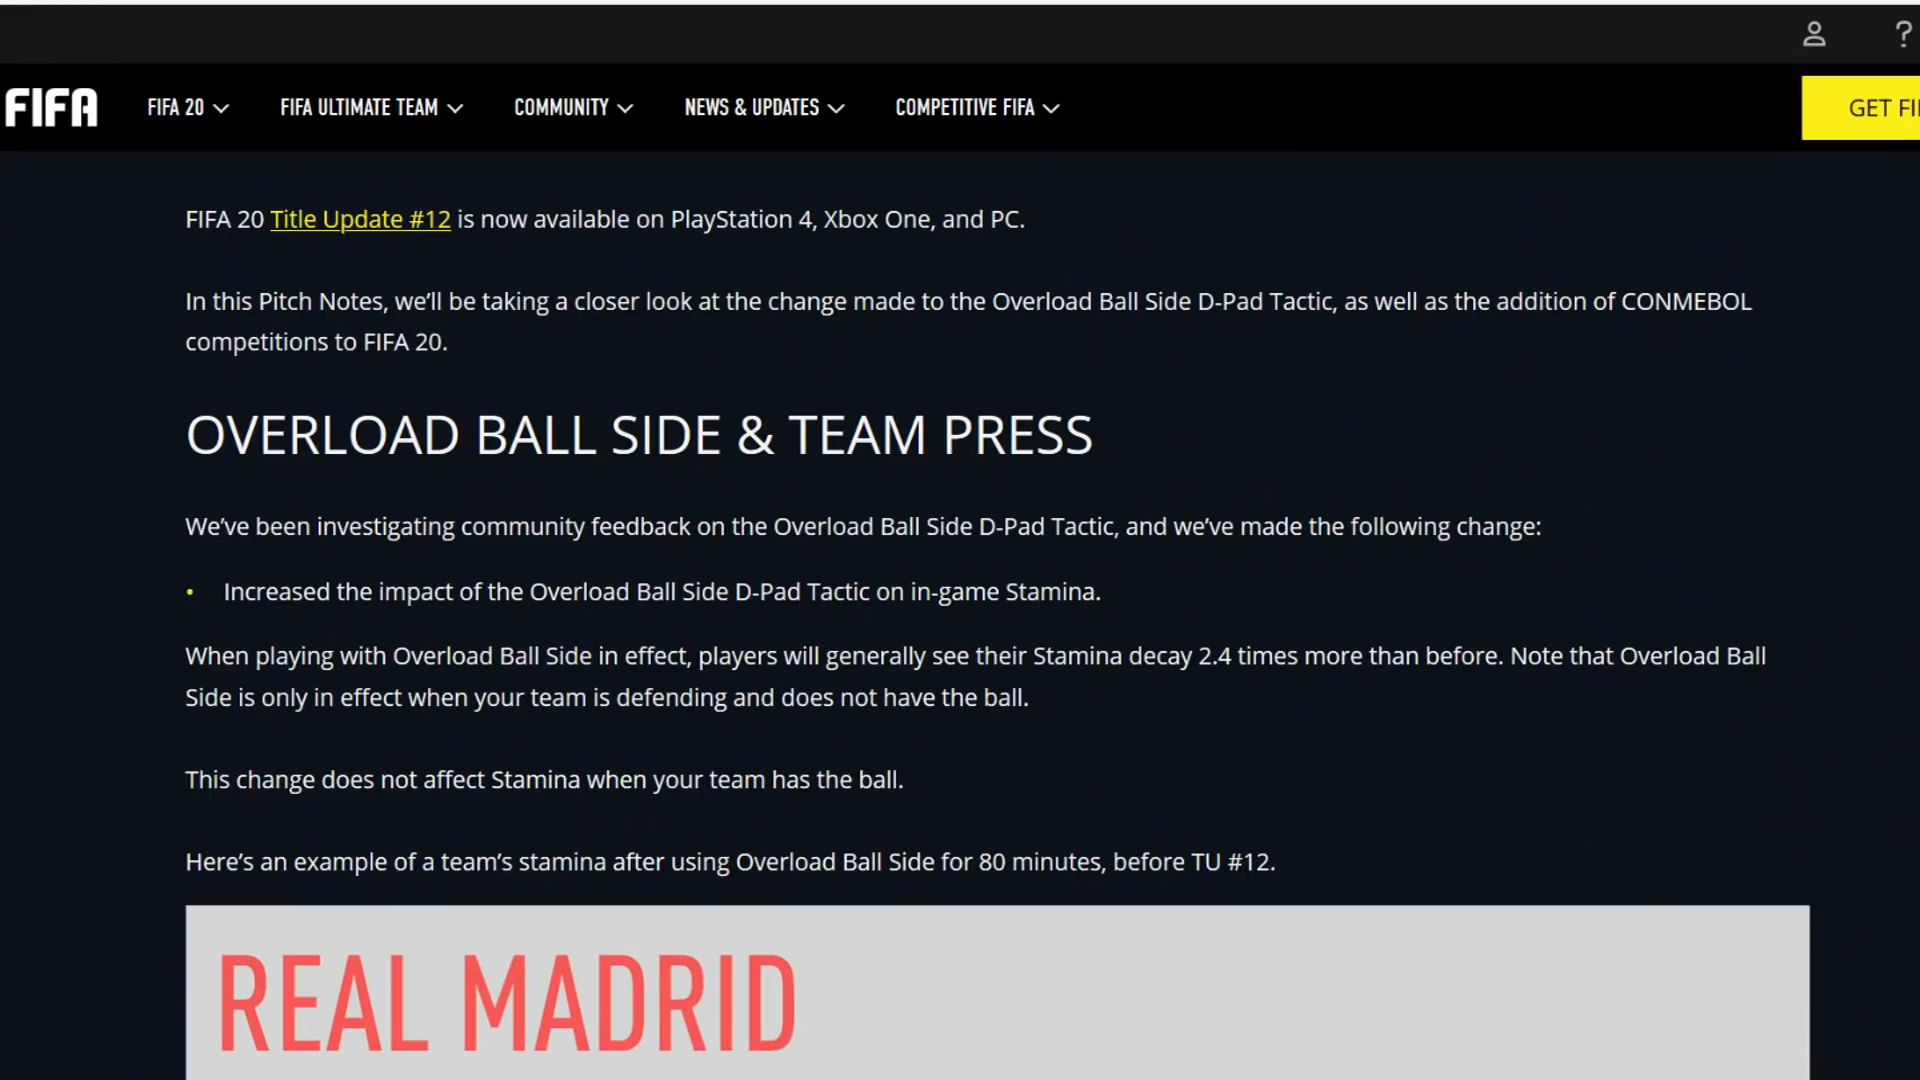 FIFA FIFA 20 FIFA ULTIMATE TEAM COMMUNITY NEWS & UPDATES COMPETITIVE FIFA GET FI
FIFA 20 Title Update #12 is now available on PlayStation 4, Xbox One, and PC.
In this Pitch Notes, we’ll be taking a closer look at the change made to the Overload Ball Side D-Pad Tactic, as well as the addition of CONMEBOL
competitions to FIFA 20.
OVERLOAD BALL SIDE & TEAM PRESS
We’ve been investigating community feedback on the Overload Ball Side D-Pad Tactic, and we’ve made the following change:
• Increased the impact of the Overload Ball Side D-Pad Tactic on in-game Stamina.
When playing with Overload Ball Side in effect, players will generally see their Stamina decay 2.4 times more than before. Note that Overload Ball
Side is only in effect when your team is defending and does not have the ball.
This change does not affect Stamina when your team has the ball.
Here’s an example of a team’s stamina after using Overload Ball Side for 80 minutes, before TU #12.
REAL MADRID